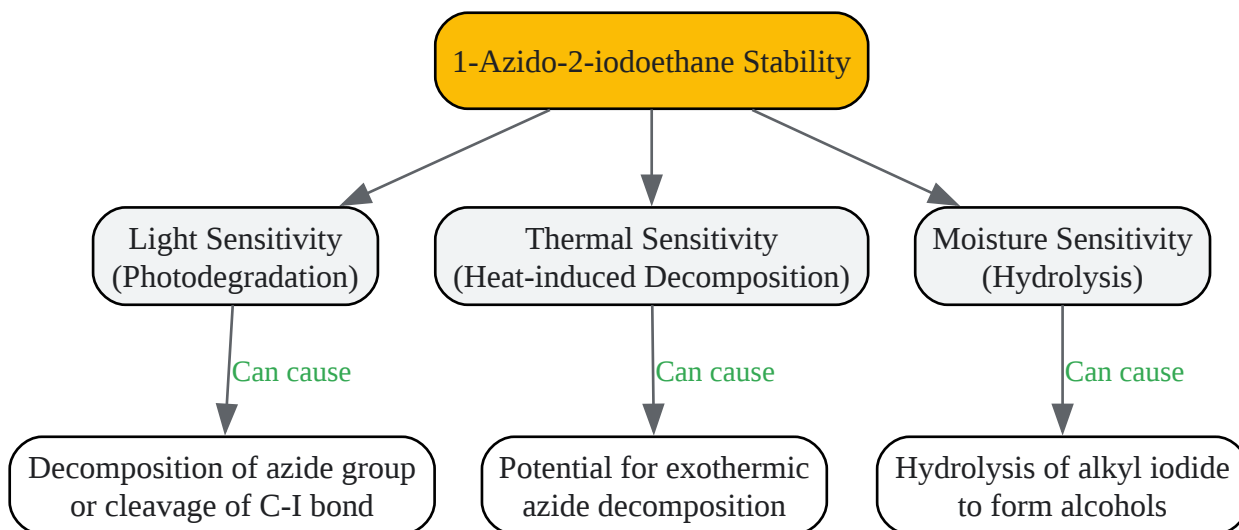 1-Azido-2-iodoethane Stability
Light Sensitivity
(Photodegradation)
Thermal Sensitivity
(Heat-induced Decomposition)
Moisture Sensitivity
(Hydrolysis)
Can cause
Can cause
Can cause
Decomposition of azide group
or cleavage of C-I bond
Potential for exothermic
azide decomposition
Hydrolysis of alkyl iodide
to form alcohols